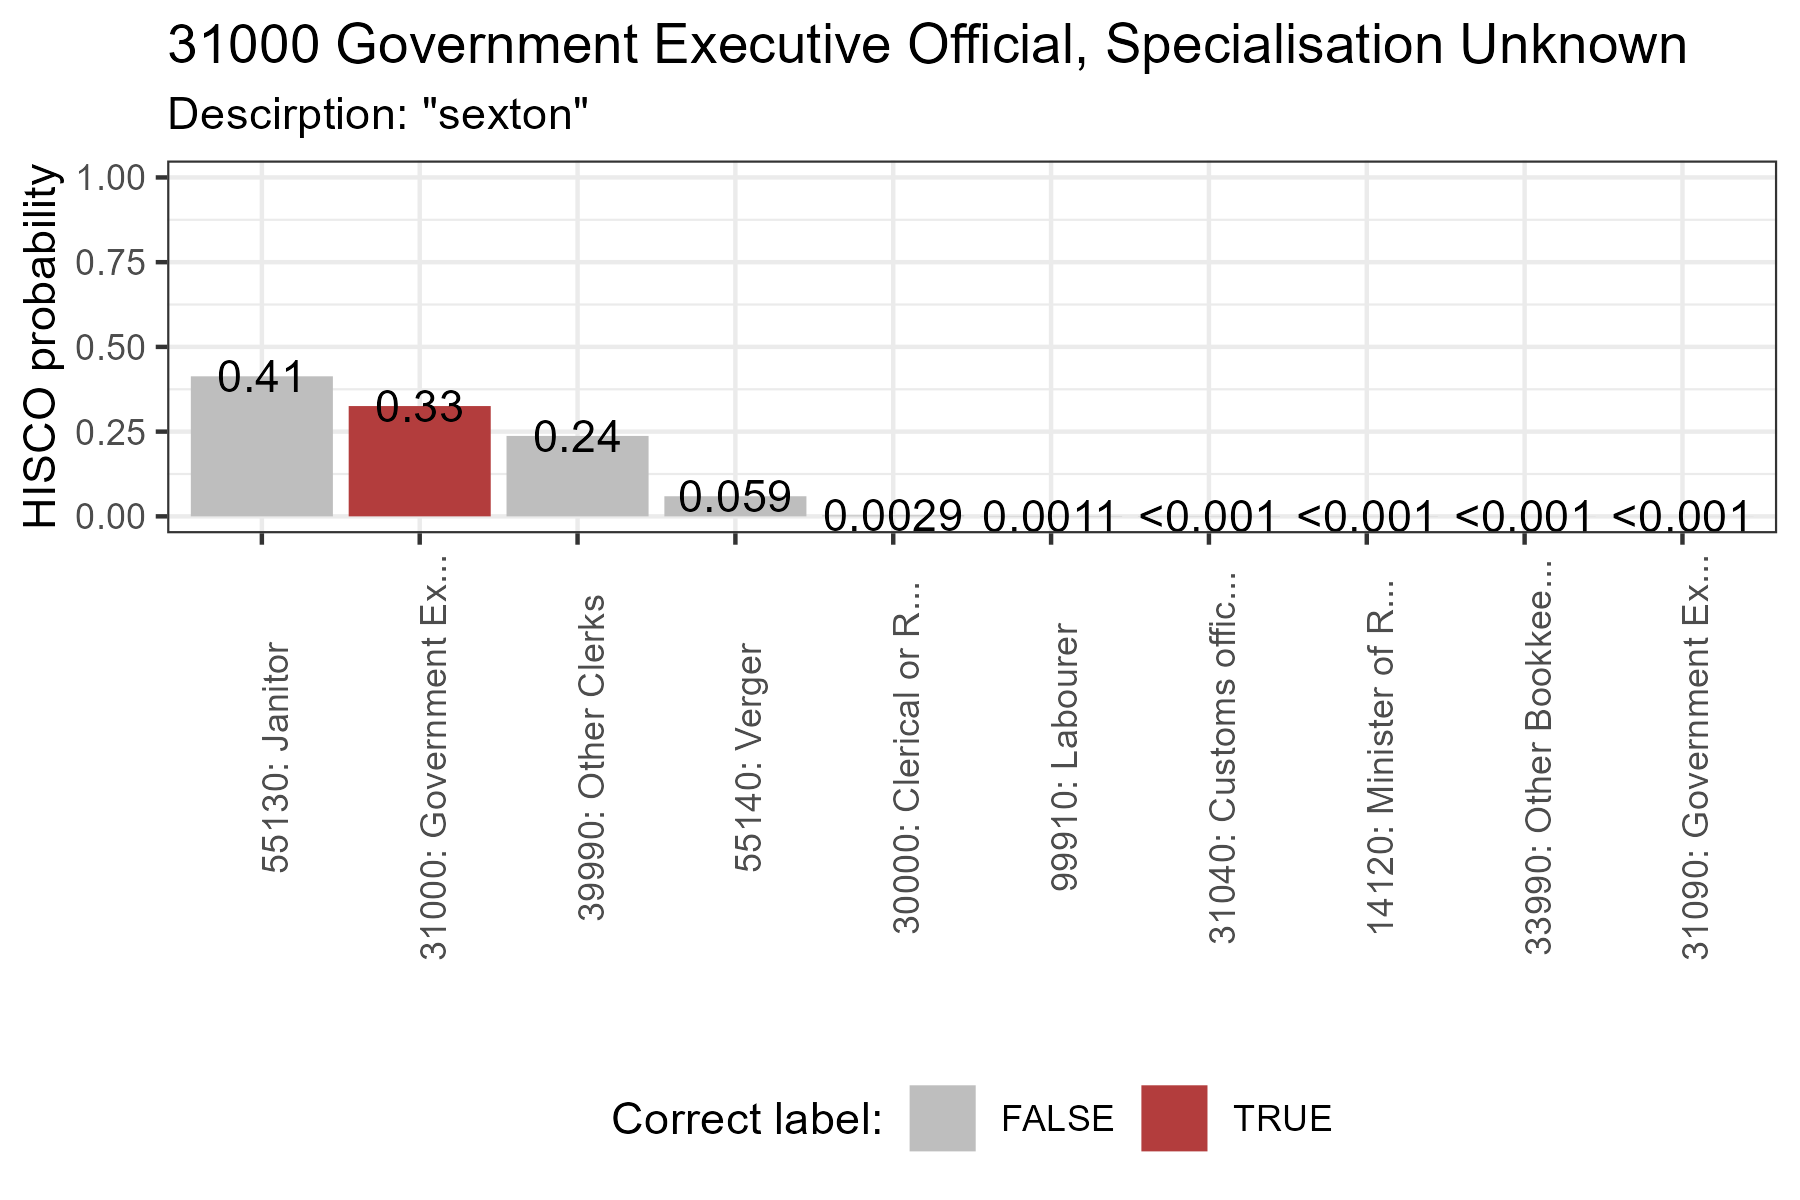 31000 Government Executive Official, Specialisation Unknown
Descirption: "sexton"
HISCO probability
1.00
0.75
0.50
0.25
0.00
0.41
0.33
0.24
0.059
0.0029
0.0011
<0.001
<0.001
<0.001
<0.001
55130: Janitor
31000: Government Ex...
39990: Other Clerks
55140: Verger
30000: Clerical or R...
99910: Labourer
31040: Customs offic...
14120: Minister of R...
33990: Other Bookkee...
31090: Government Ex...
Correct label: FALSE TRUE